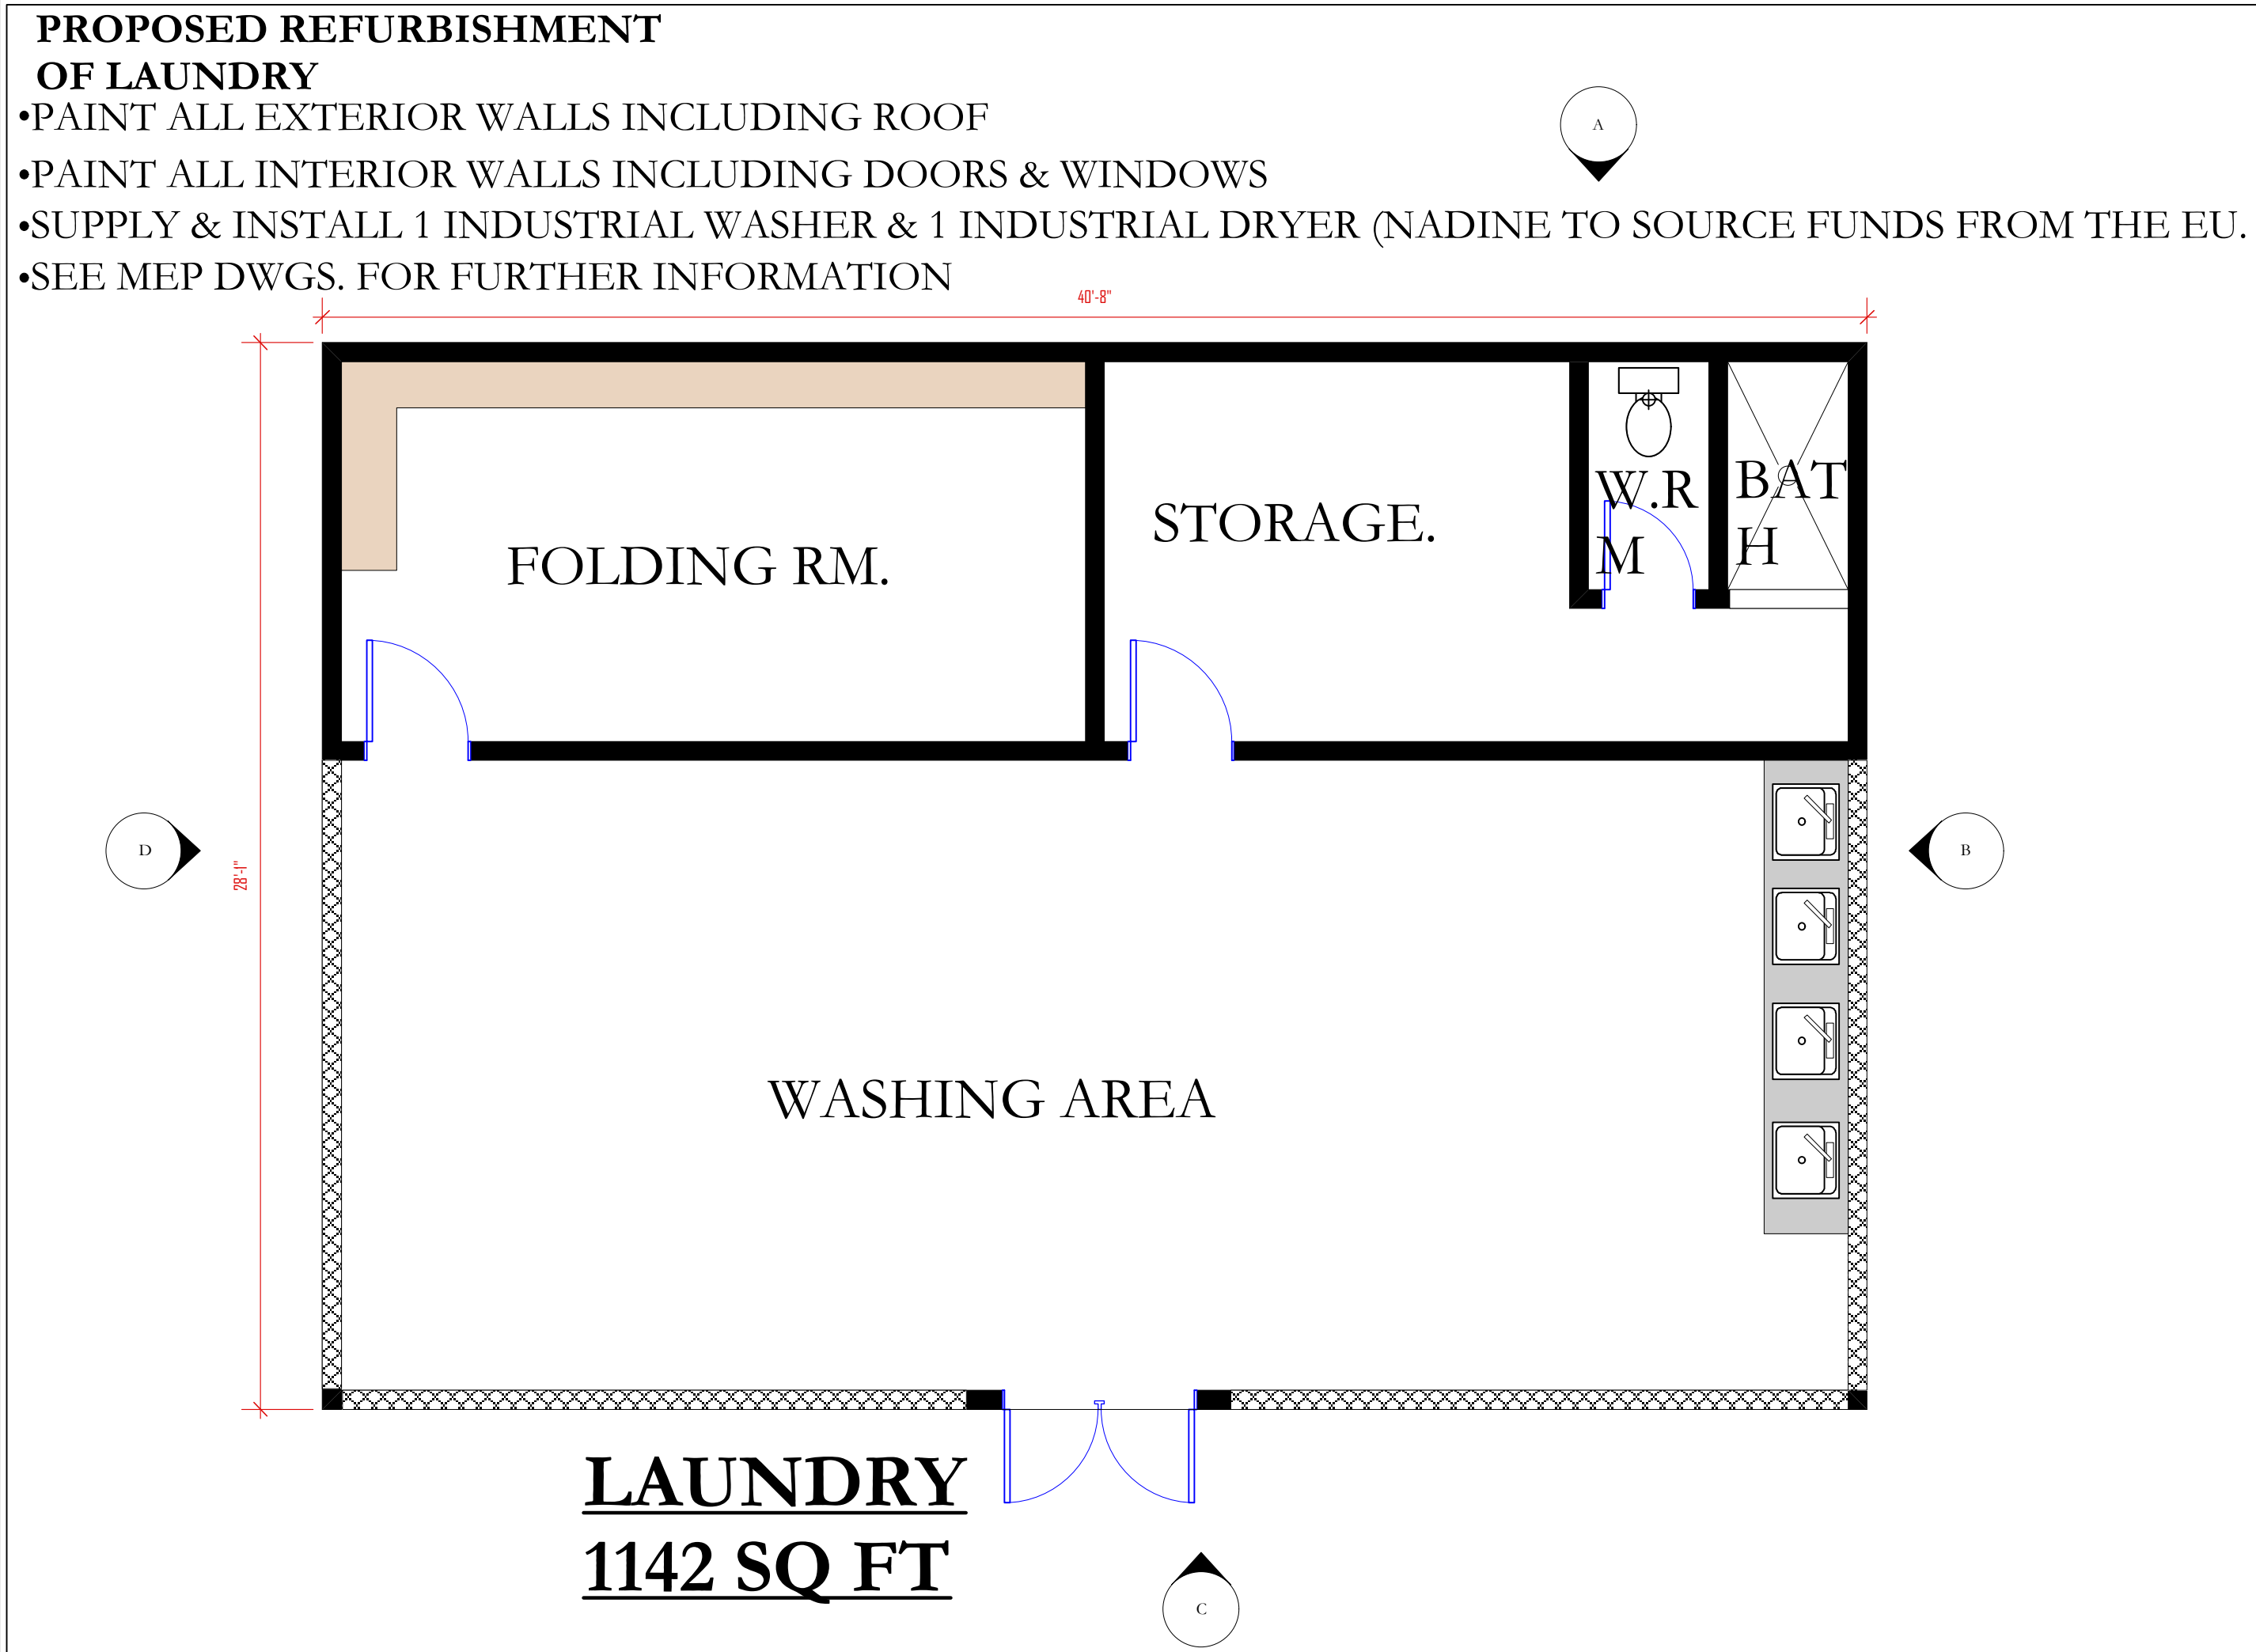 PROPOSED REFURBISHMENT
OF LAUNDRY
•PAINT ALL EXTERIOR WALLS INCLUDING ROOF
•PAINT ALL INTERIOR WALLS INCLUDING DOORS & WINDOWS
•SUPPLY & INSTALL 1 INDUSTRIAL WASHER & 1 INDUSTRIAL DRYER (NADINE TO SOURCE FUNDS FROM THE EU.
•SEE MEP DWGS. FOR FURTHER INFORMATION
A
40'-8"
W.R
M
BAT
H
STORAGE.
FOLDING RM.
D
28'-1"
B
WASHING AREA
LAUNDRY
1142 SQ FT
C